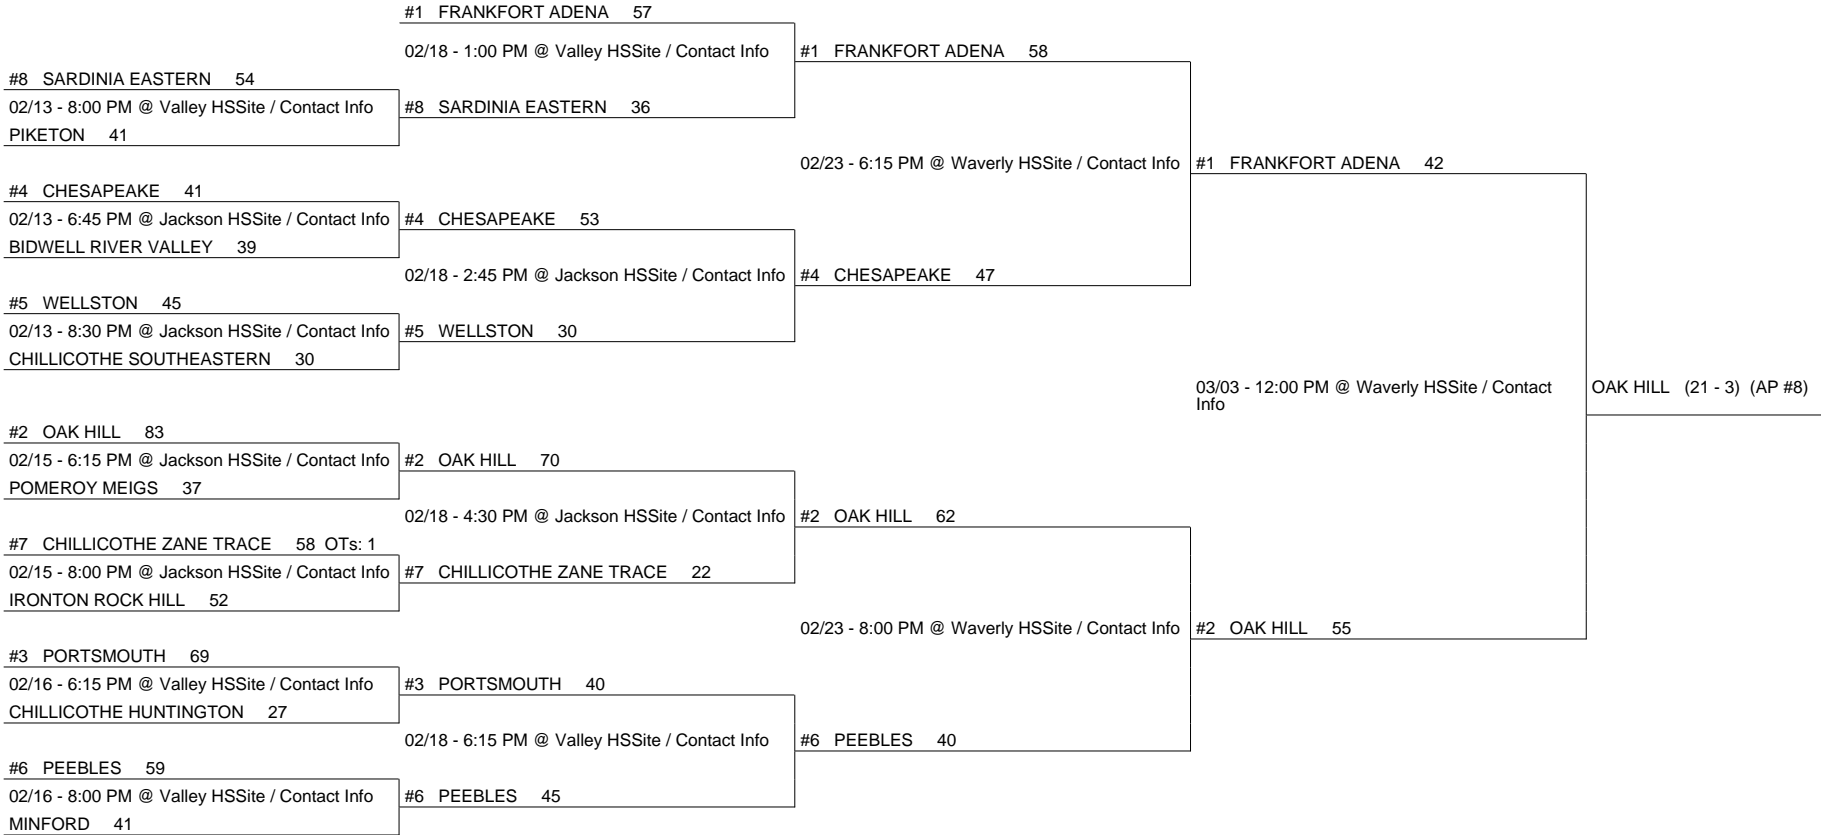 #1 FRANKFORT ADENA 57
02/18 - 1:00 PM @ Valley HSSite / Contact Info
#1 FRANKFORT ADENA 58
#8 SARDINIA EASTERN 54
02/13 - 8:00 PM @ Valley HSSite / Contact Info
#8 SARDINIA EASTERN 36
PIKETON 41
02/23 - 6:15 PM @ Waverly HSSite / Contact Info
#1 FRANKFORT ADENA 42
#4 CHESAPEAKE 41
02/13 - 6:45 PM @ Jackson HSSite / Contact Info
#4 CHESAPEAKE 53
BIDWELL RIVER VALLEY 39
02/18 - 2:45 PM @ Jackson HSSite / Contact Info
#4 CHESAPEAKE 47
#5 WELLSTON 45
02/13 - 8:30 PM @ Jackson HSSite / Contact Info
#5 WELLSTON 30
CHILLICOTHE SOUTHEASTERN 30
03/03 - 12:00 PM @ Waverly HSSite / Contact
Info
OAK HILL (21 - 3) (AP #8)
#2 OAK HILL 83
02/15 - 6:15 PM @ Jackson HSSite / Contact Info
#2 OAK HILL 70
POMEROY MEIGS 37
02/18 - 4:30 PM @ Jackson HSSite / Contact Info
#2 OAK HILL 62
#7 CHILLICOTHE ZANE TRACE 58 OTs: 1
02/15 - 8:00 PM @ Jackson HSSite / Contact Info
#7 CHILLICOTHE ZANE TRACE 22
IRONTON ROCK HILL 52
02/23 - 8:00 PM @ Waverly HSSite / Contact Info
#2 OAK HILL 55
#3 PORTSMOUTH 69
02/16 - 6:15 PM @ Valley HSSite / Contact Info
#3 PORTSMOUTH 40
CHILLICOTHE HUNTINGTON 27
02/18 - 6:15 PM @ Valley HSSite / Contact Info
#6 PEEBLES 40
#6 PEEBLES 59
02/16 - 8:00 PM @ Valley HSSite / Contact Info
#6 PEEBLES 45
MINFORD 41